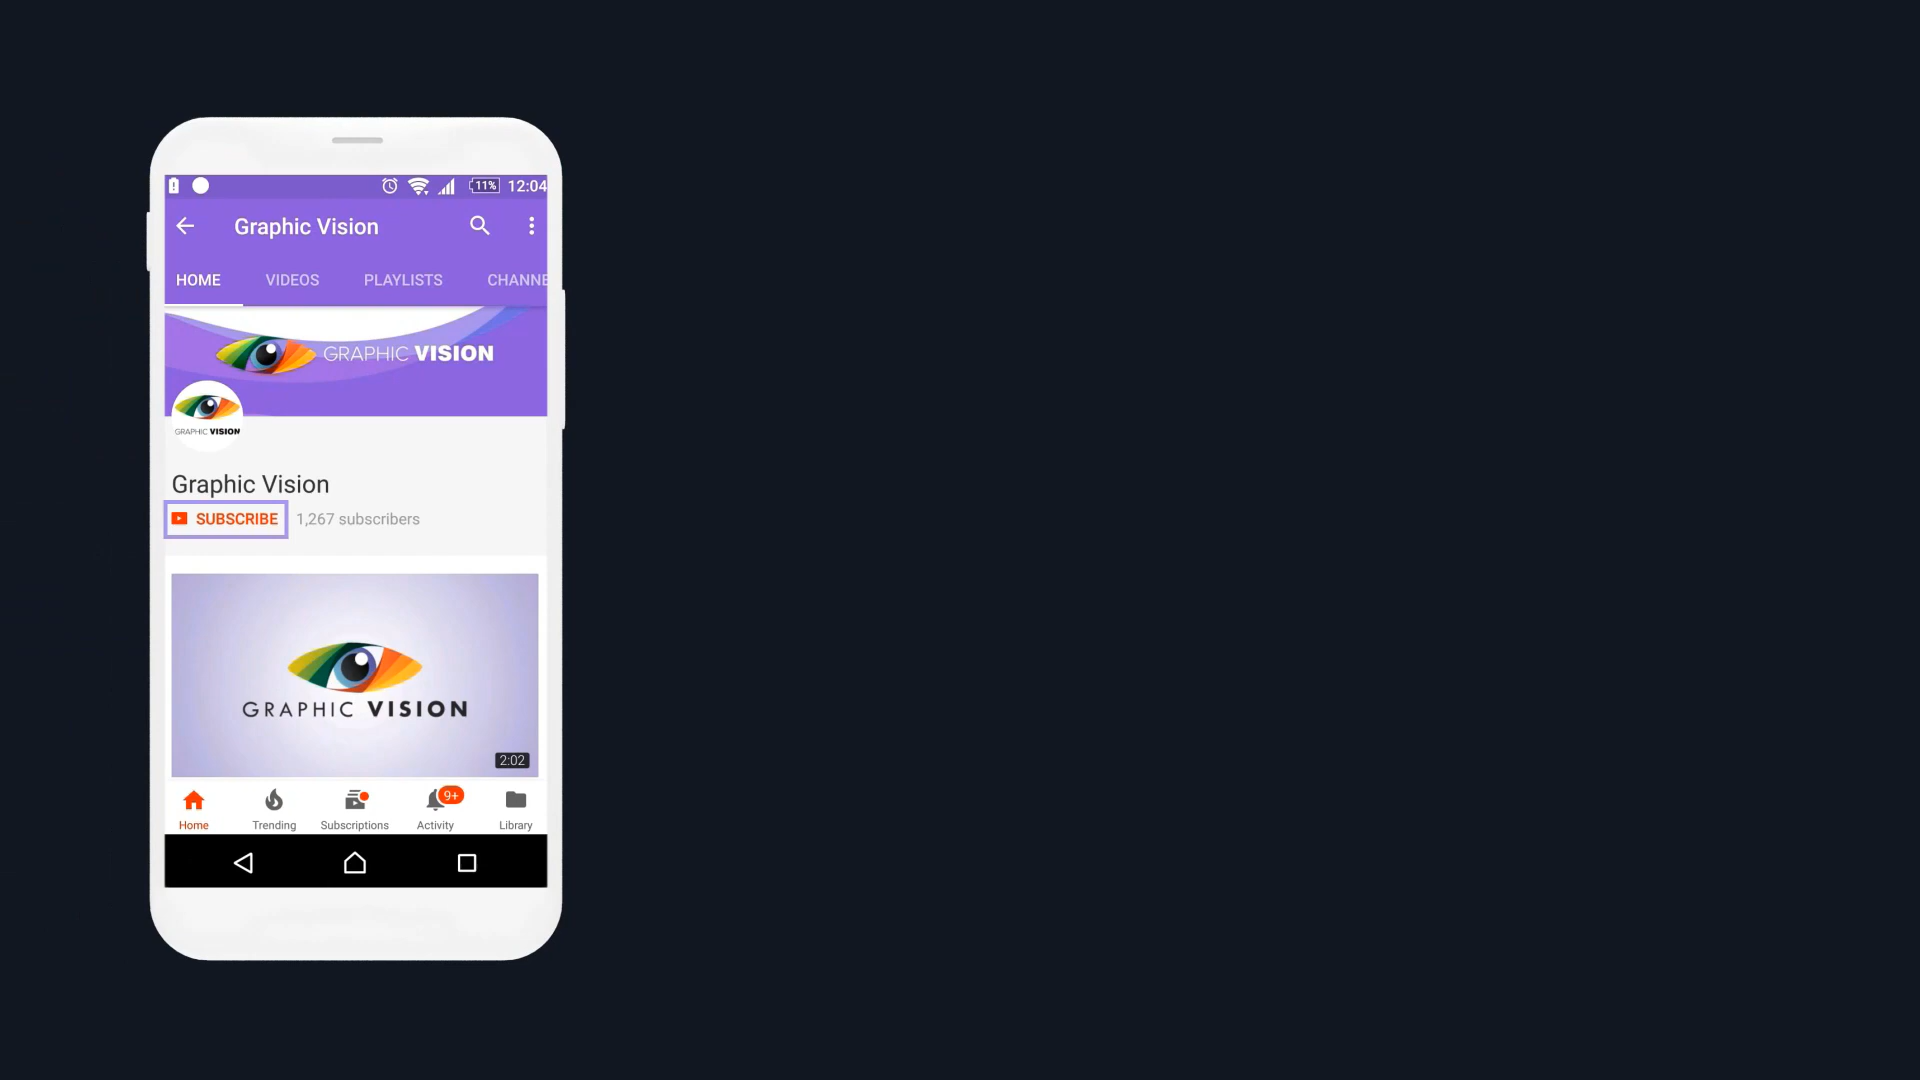 11% 12:04
Graphic Vision
HOME VIDEOS PLAYLISTS CHANNE
GRAPHIC VISION
GRAPHIC VISION
Graphic Vision
SUBSCRIBE 1,267 subscribers
GRAPHIC VISION
2:02
9+
Home Trending Subscriptions Activity Library